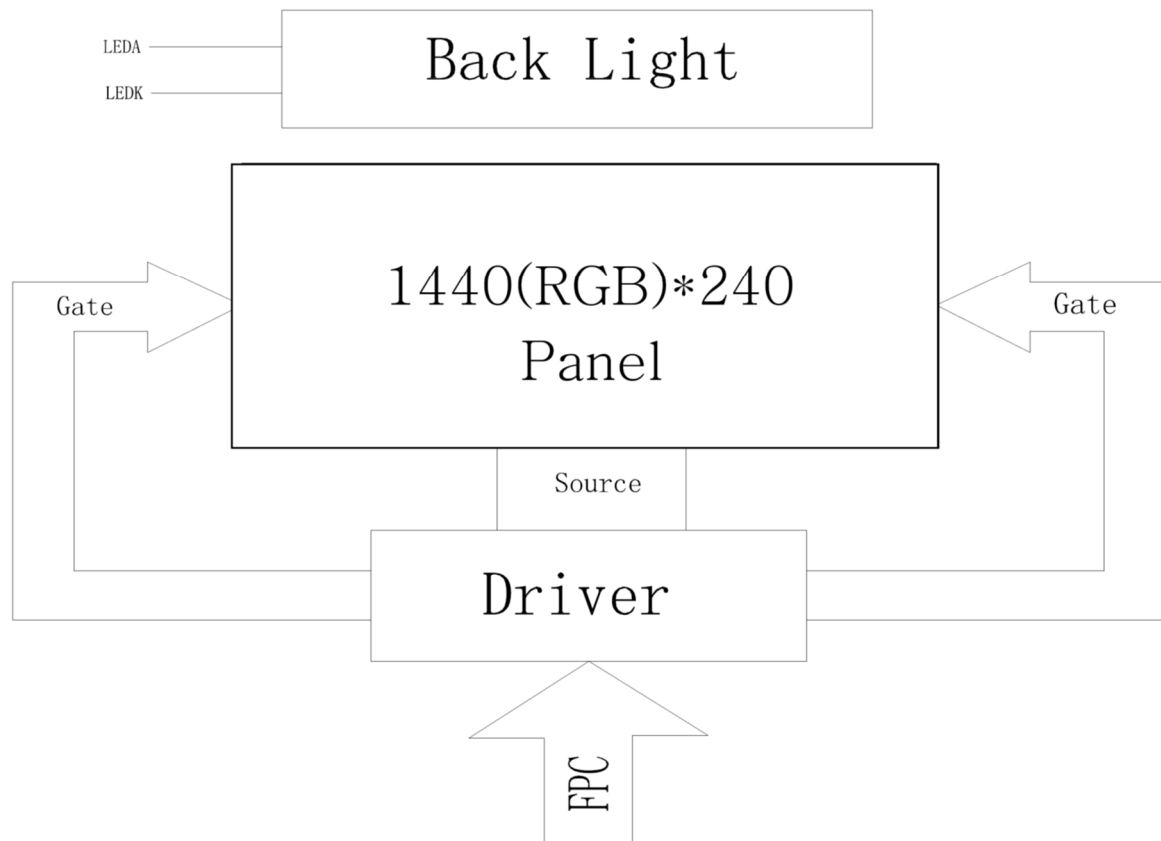 LEDA
Back Light
LEDK
1440(RGB)*240
Panel
Gate
Gate
Source
Driver
FPC